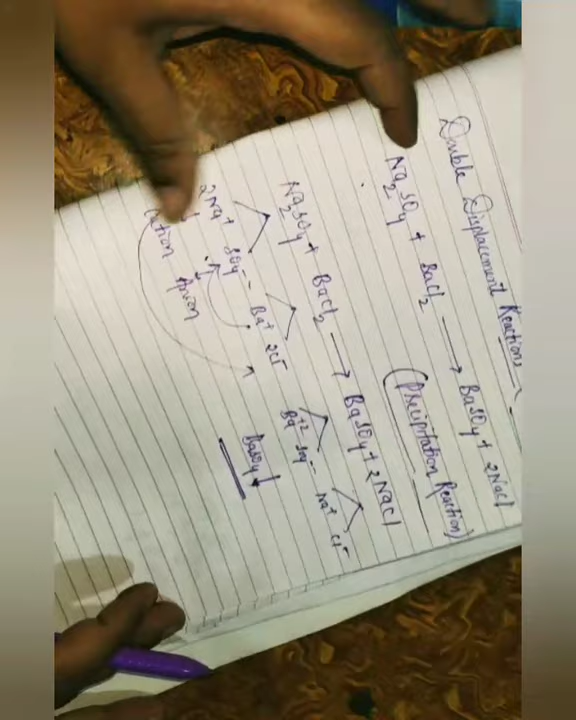 Double Displacement Reactions
Na2SO4 + BaCl2 → BaSO4 + 2NaCl
(Precipitation Reaction)
Na2SO4 + BaCl2 → BaSO4 + 2NaCl
2Na+ SO4-- Ba+ 2Cl- Ba+2 SO4-- Na+ Cl-
Cation Anion BaSO4↓